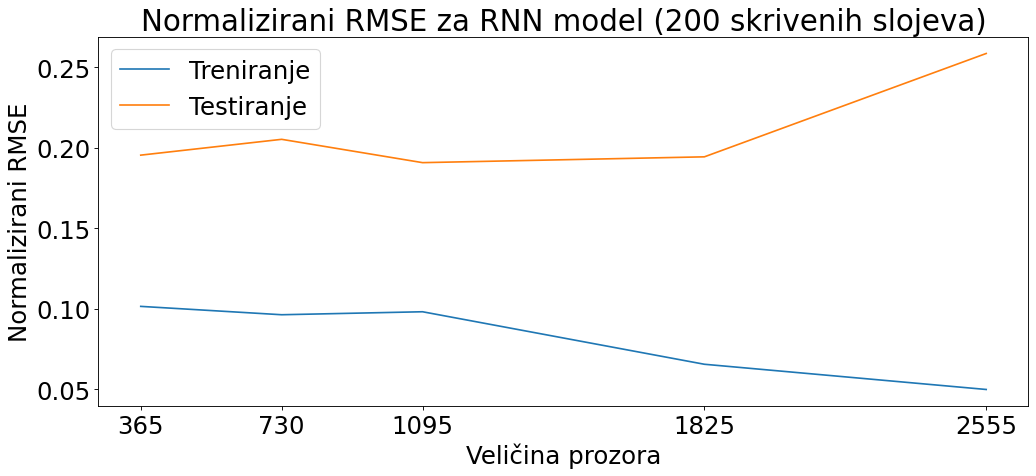 Normalizirani RMSE za RNN model (200 skrivenih slojeva)
Treniranje
Testiranje
Normalizirani RMSE
0.25
0.20
0.15
0.10
0.05
365 730 1095 1825 2555
Veličina prozora